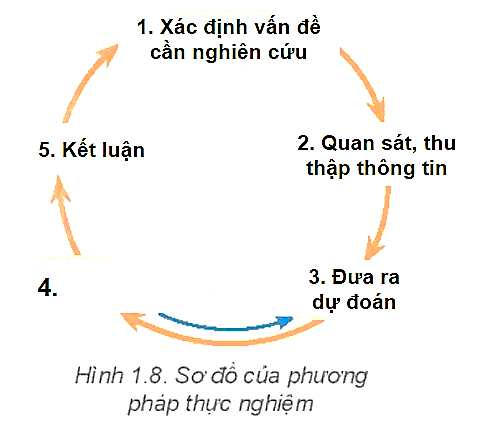 1. Xác định vấn đề
cần nghiên cứu
2. Quan sát, thu
thập thông tin
3. Đưa ra
dự đoán
4.
5. Kết luận
Hình 1.8. Sơ đồ của phương
pháp thực nghiệm